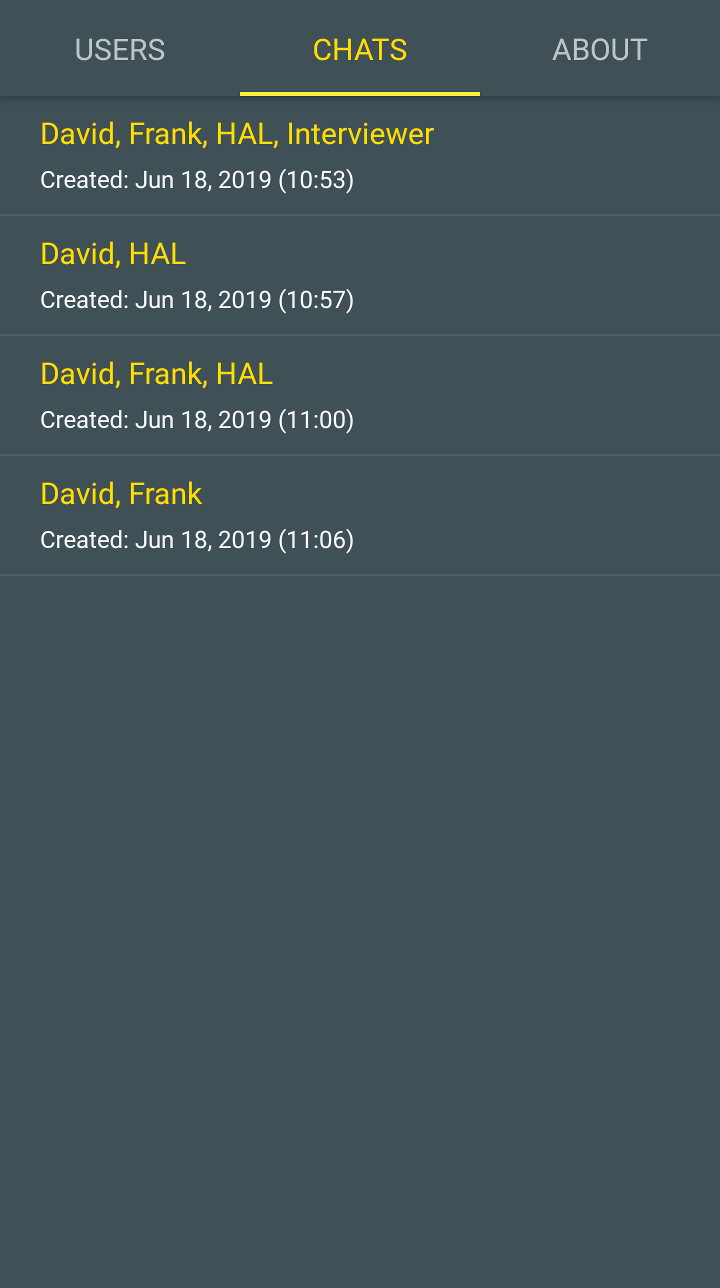 USERS CHATS ABOUT
David, Frank, HAL, Interviewer
Created: Jun 18, 2019 (10:53)
David, HAL
Created: Jun 18, 2019 (10:57)
David, Frank, HAL
Created: Jun 18, 2019 (11:00)
David, Frank
Created: Jun 18, 2019 (11:06)